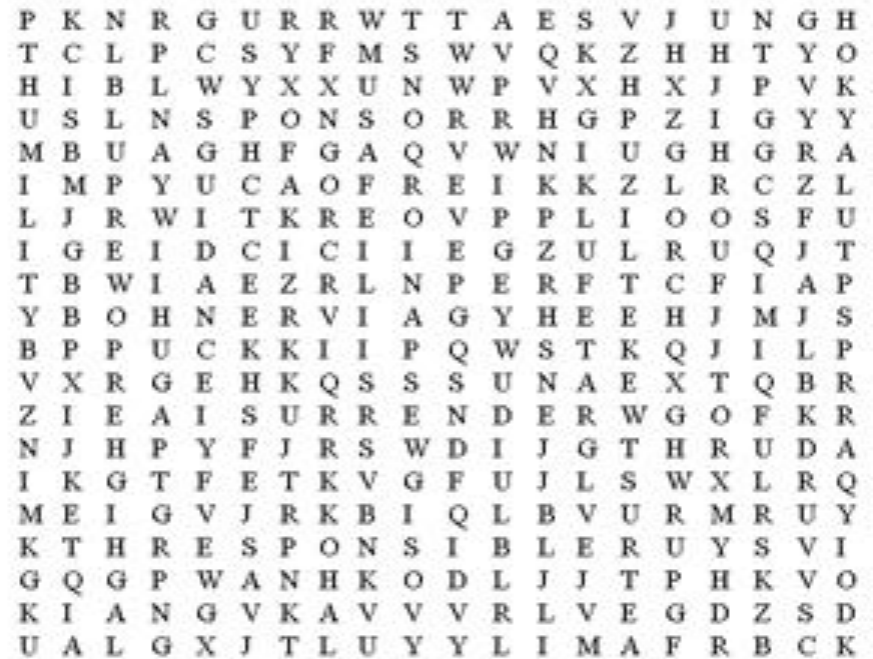 P K N R G U R R W T T A E S V J U N G H
T C L P C S Y F M S W V Q K Z H H T Y O
H I B L W Y X X U N W P V X H X J P V K
U S L N S P O N S O R R H G P Z I G Y Y
M B U A G H F G A Q V W N I U G H G R A
I M P Y U C A O F R E I K K Z L R C Z L
L J R W I T K R E O V P P L I O O S F U
I G E I D C I C I I E G Z U L R U Q J T
T B W I A E Z R L N P E R F T C F I A P
Y B O H N E R V I A G Y H E E H J M J S
B P P U C K K I I P Q W S T K Q J I L P
V X R G E H K Q S S S U N A E X T Q B R
Z I E A I S U R R E N D E R W G O F K R
N J H P Y F J R S W D I J G T H R U D A
I K G T F E T K V G F U J L S W X L R Q
M E I G V J R K B I Q L B V U R M R U Y
K T H R E S P O N S I B L E R U Y S V I
G Q G P W A N H K O D L J J T P H K V O
K I A N G V K A V V V R L V E G D Z S D
U A L G X J T L U Y Y L I M A F R B C K